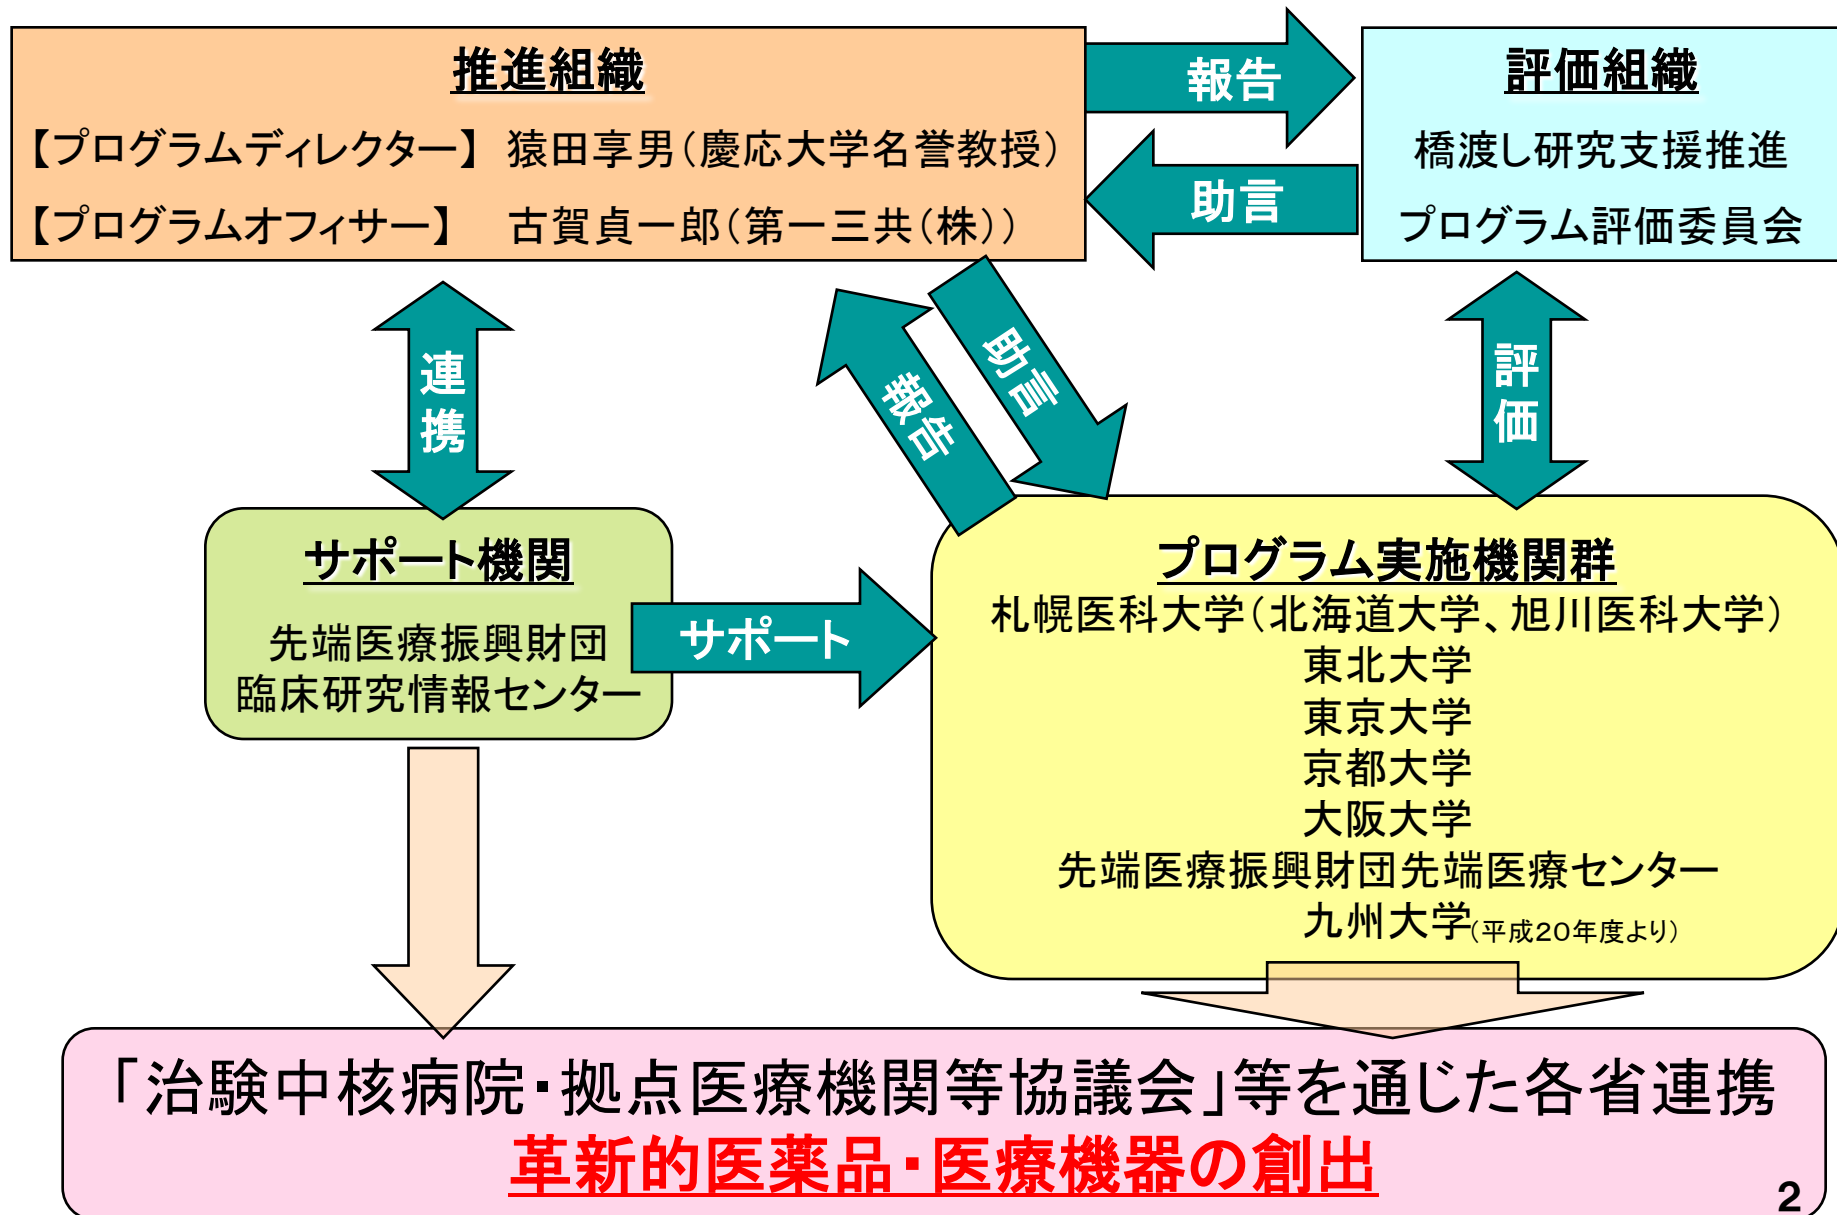 推進組織
【プログラムディレクター】 猿田享男(慶応大学名誉教授)
【プログラムオフィサー】 古賀貞一郎(第一三共(株))
報告
助言
評価組織
橋渡し研究支援推進
プログラム評価委員会
連携
報告
助言
評価
サポート機関
先端医療振興財団
臨床研究情報センター
サポート
プログラム実施機関群
札幌医科大学(北海道大学、旭川医科大学)
東北大学
東京大学
京都大学
大阪大学
先端医療振興財団先端医療センター
九州大学(平成20年度より)
「治験中核病院・拠点医療機関等協議会」等を通じた各省連携
革新的医薬品・医療機器の創出
2